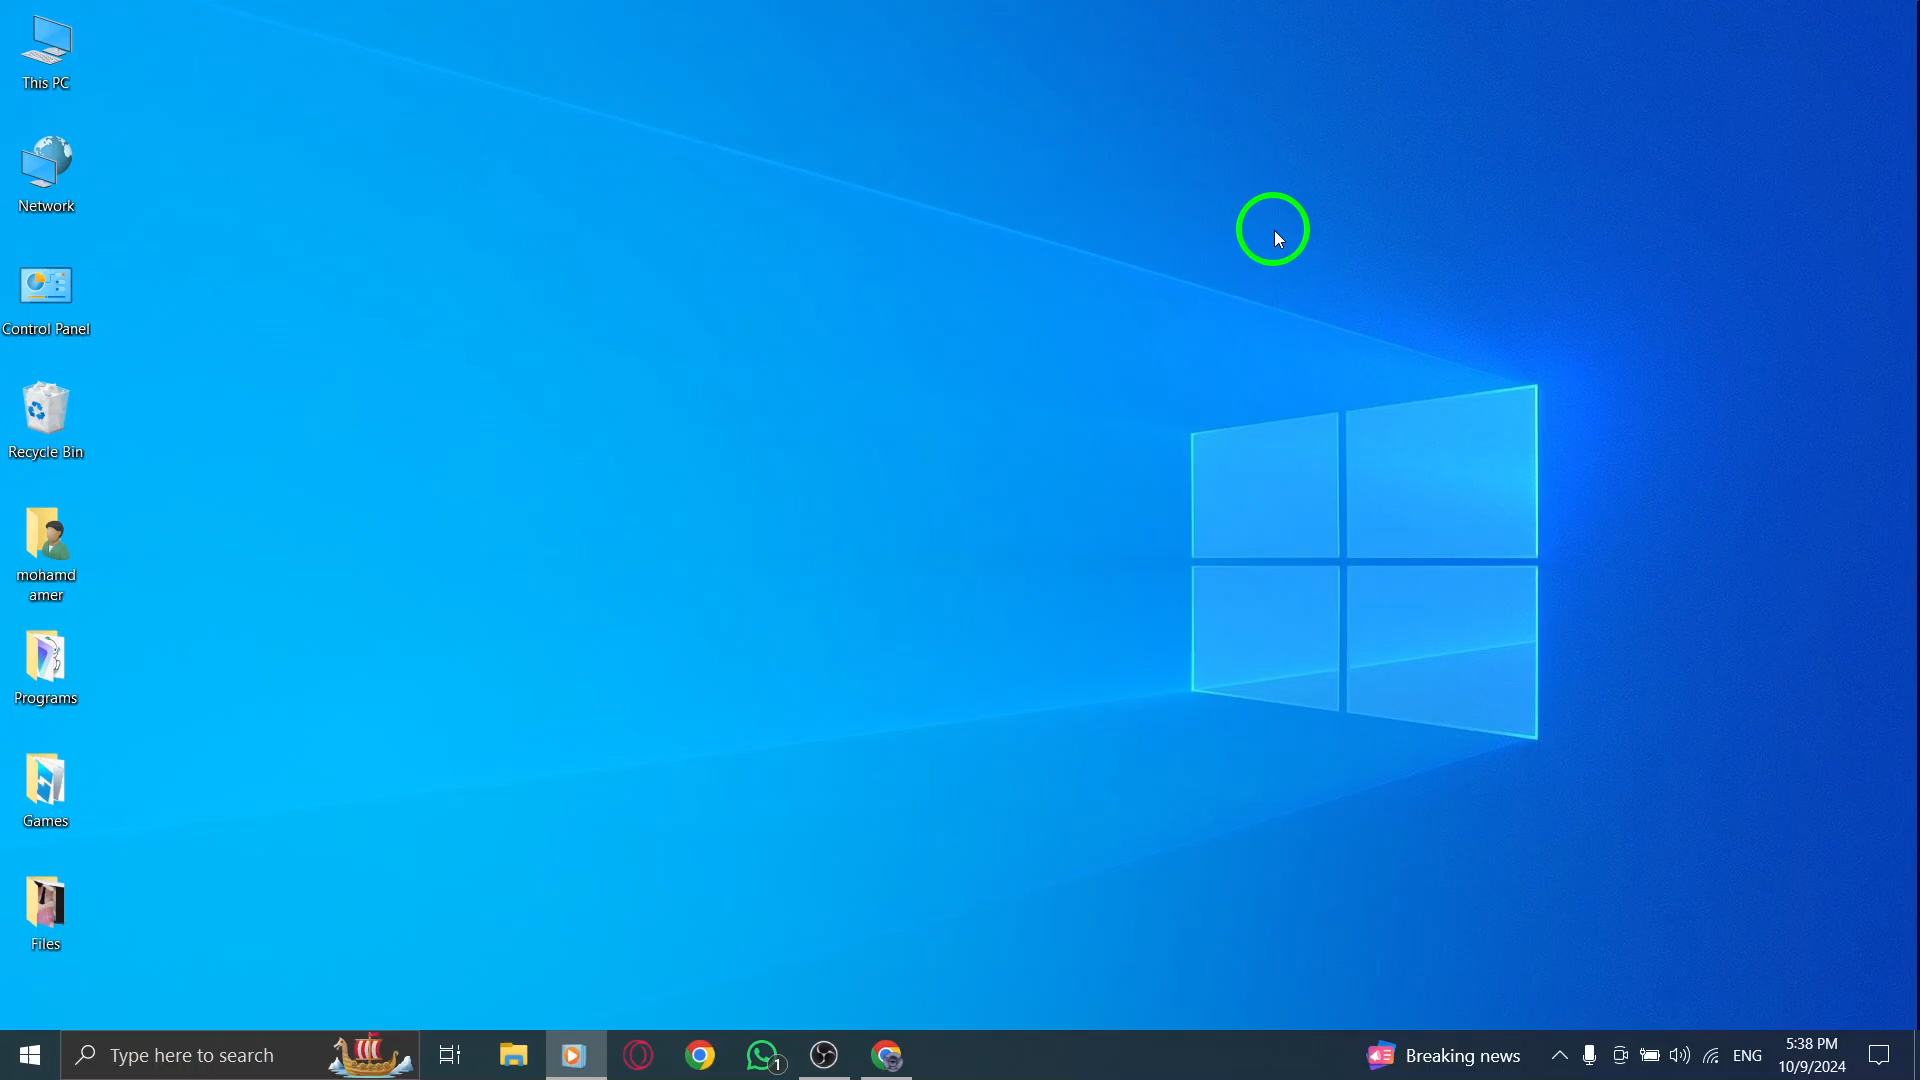 This PC
Network
Control Panel
Recycle Bin
mohamd
amer
Programs
Games
Files
Type here to search
1
Breaking news
ENG
5:38 PM
10/9/2024